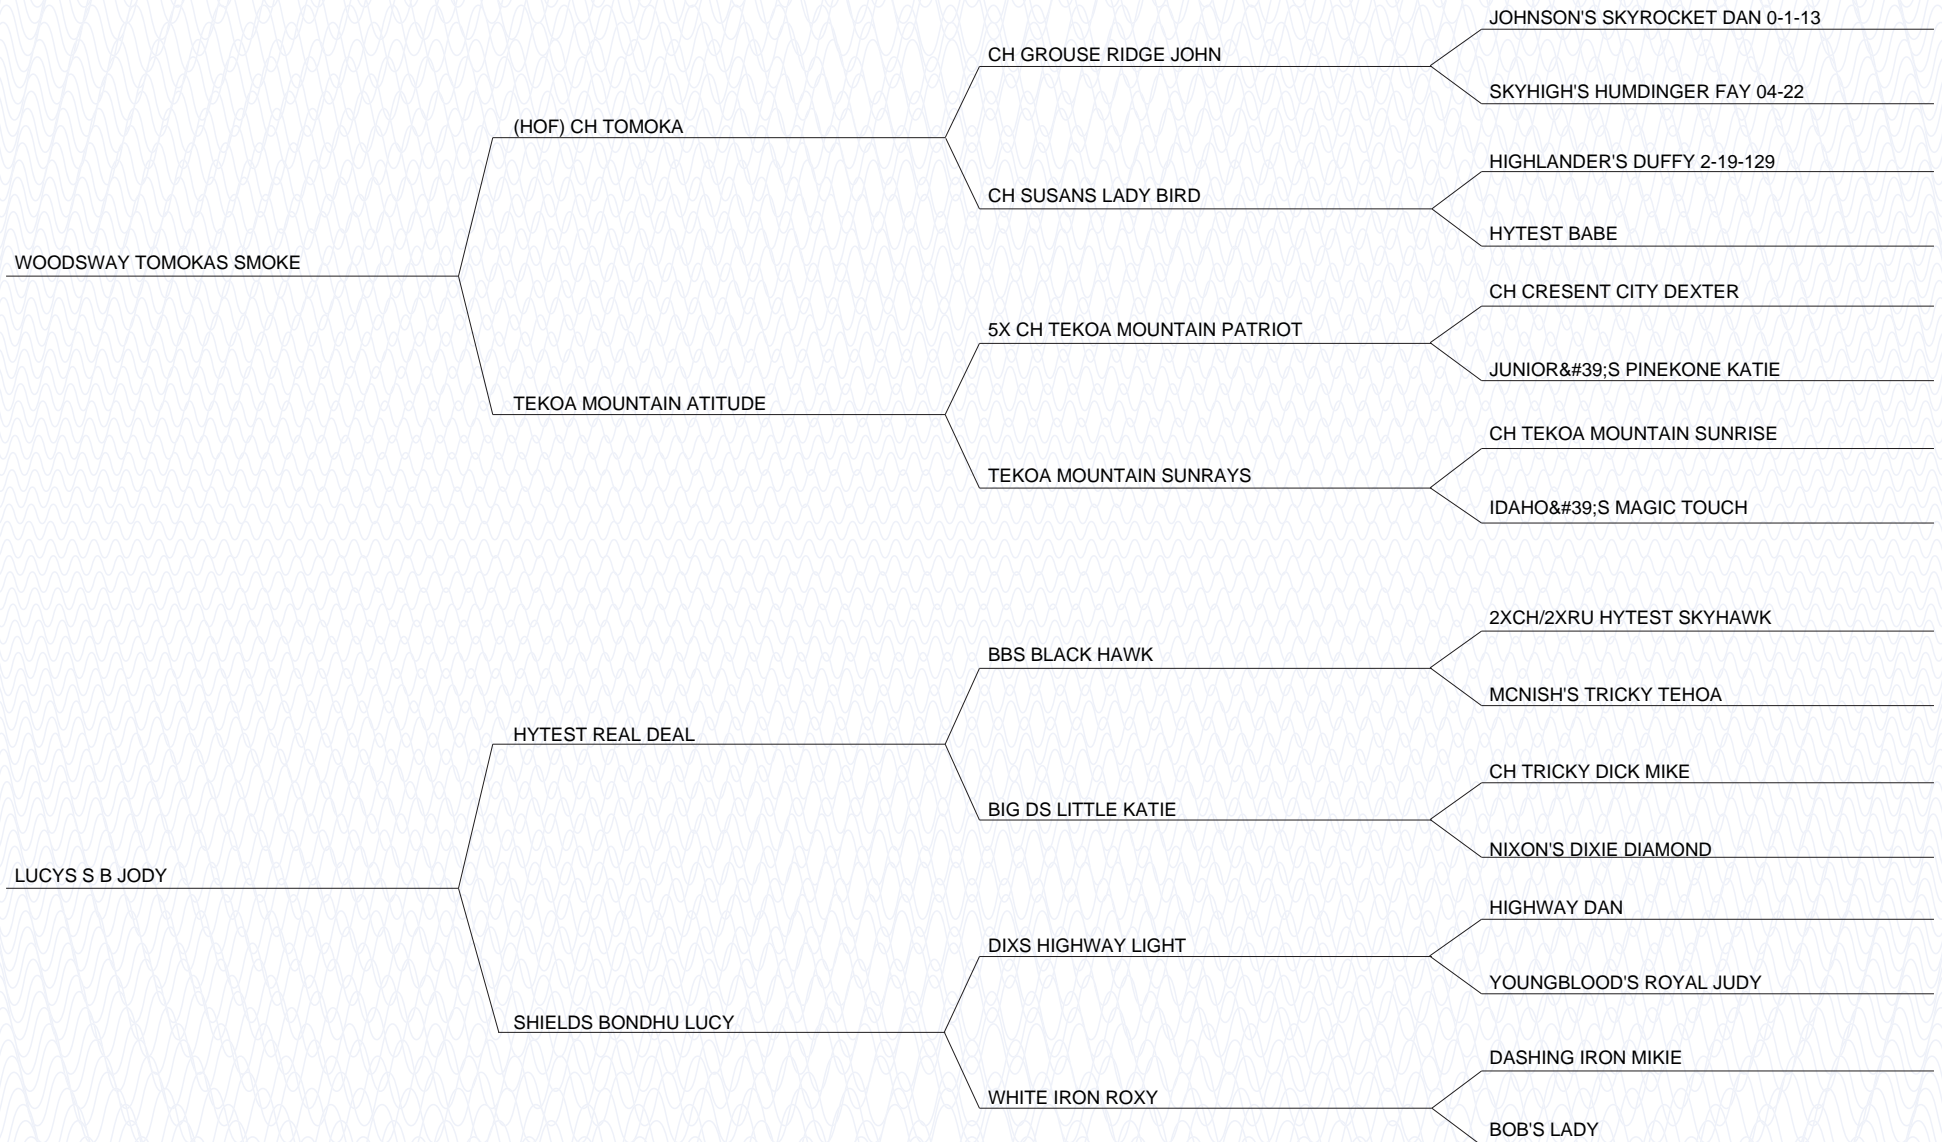 JOHNSON'S SKYROCKET DAN 0-1-13
CH GROUSE RIDGE JOHN
SKYHIGH'S HUMDINGER FAY 04-22
(HOF) CH TOMOKA
HIGHLANDER'S DUFFY 2-19-129
CH SUSANS LADY BIRD
HYTEST BABE
WOODSWAY TOMOKAS SMOKE
CH CRESENT CITY DEXTER
5X CH TEKOA MOUNTAIN PATRIOT
JUNIOR&#39;S PINEKONE KATIE
TEKOA MOUNTAIN ATITUDE
CH TEKOA MOUNTAIN SUNRISE
TEKOA MOUNTAIN SUNRAYS
IDAHO&#39;S MAGIC TOUCH
2XCH/2XRU HYTEST SKYHAWK
BBS BLACK HAWK
MCNISH'S TRICKY TEHOA
HYTEST REAL DEAL
CH TRICKY DICK MIKE
BIG DS LITTLE KATIE
NIXON'S DIXIE DIAMOND
LUCYS S B JODY
HIGHWAY DAN
DIXS HIGHWAY LIGHT
YOUNGBLOOD'S ROYAL JUDY
SHIELDS BONDHU LUCY
DASHING IRON MIKIE
WHITE IRON ROXY
BOB'S LADY